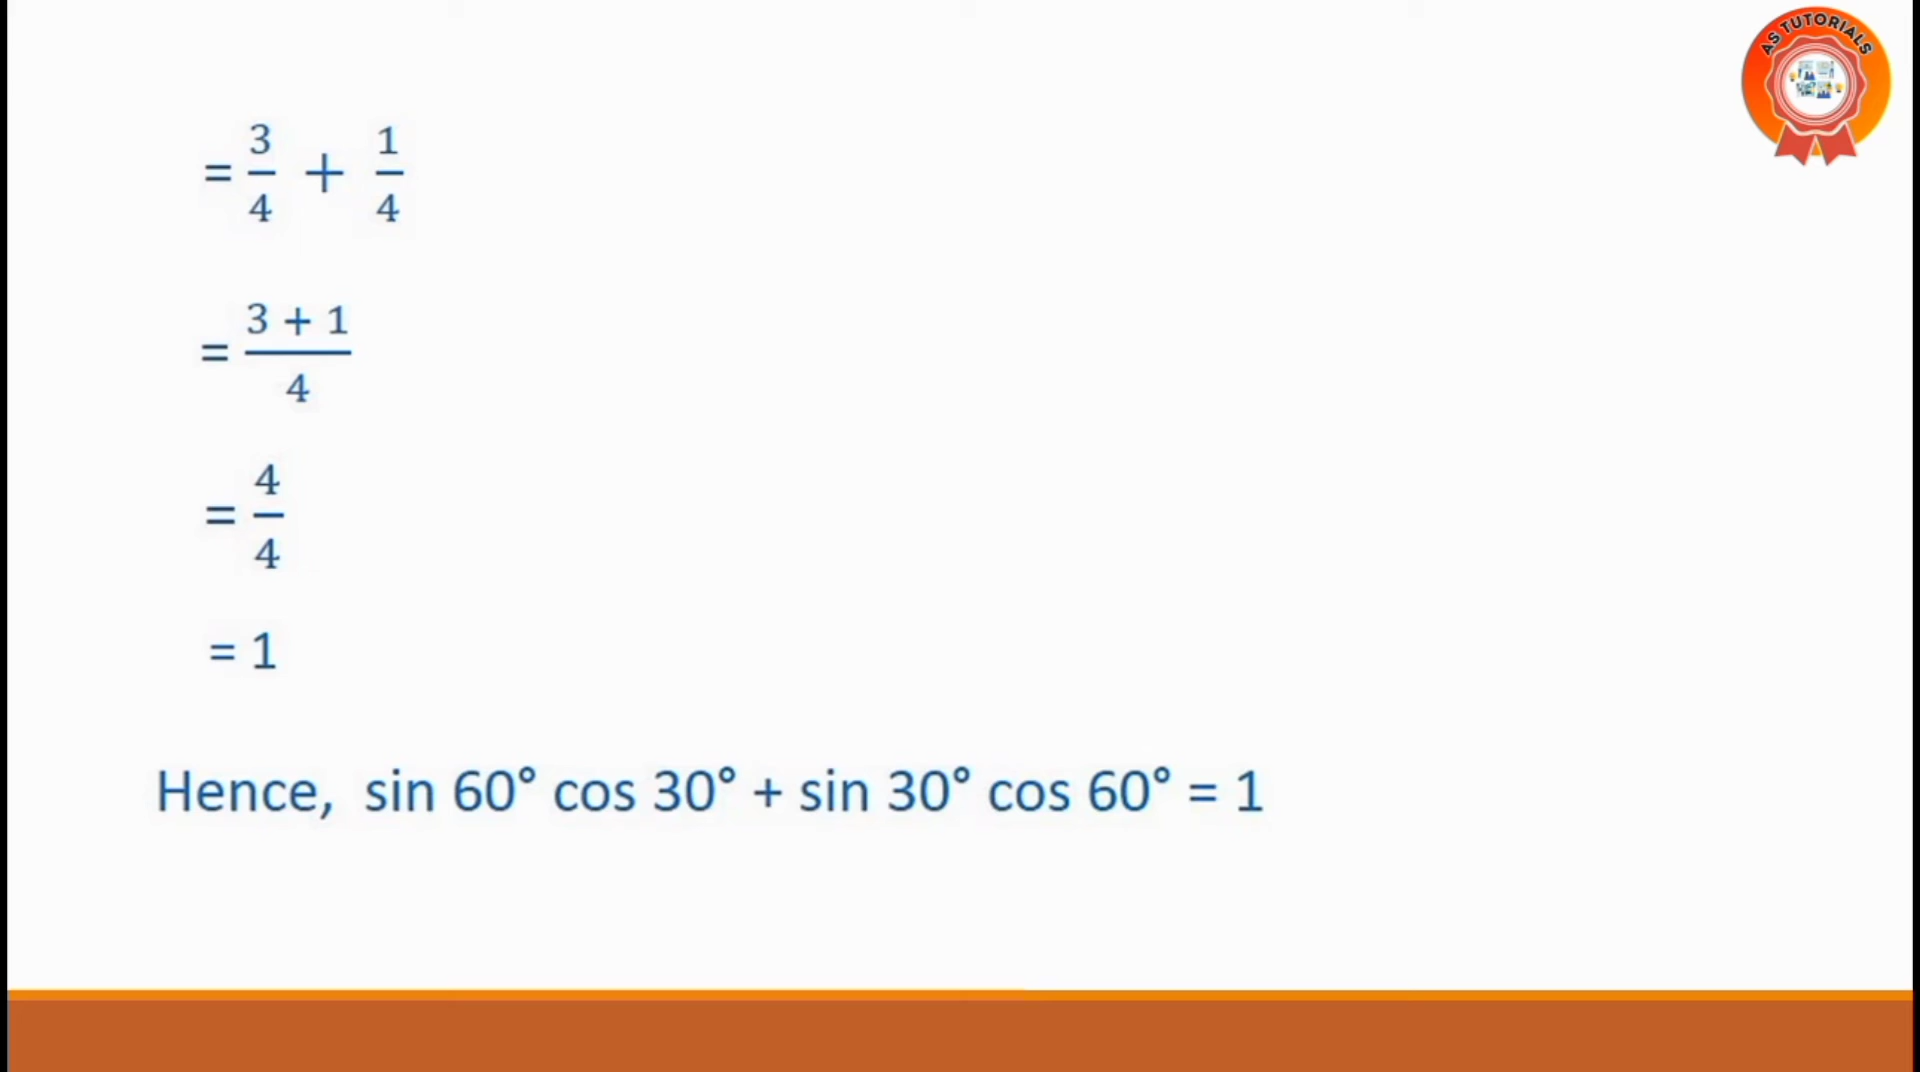 AS TUTORIALS
= 3/4 + 1/4
= (3 + 1)/4
= 4/4
= 1
Hence, sin 60° cos 30° + sin 30° cos 60° = 1